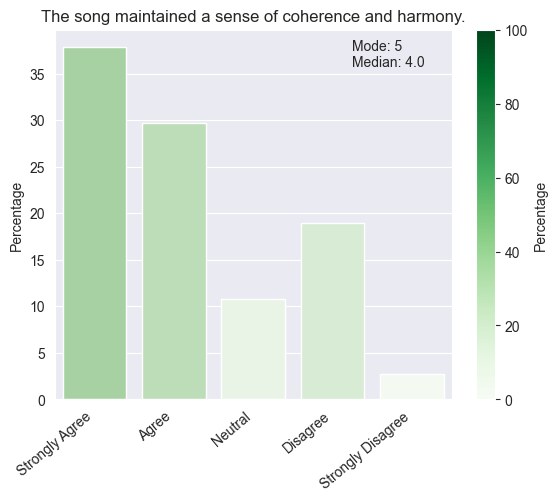 The song maintained a sense of coherence and harmony.
Mode: 5
Median: 4.0
Percentage
35
30
25
20
15
10
5
0
Strongly Agree
Agree
Neutral
Disagree
Strongly Disagree
100
80
60
40
20
0
Percentage